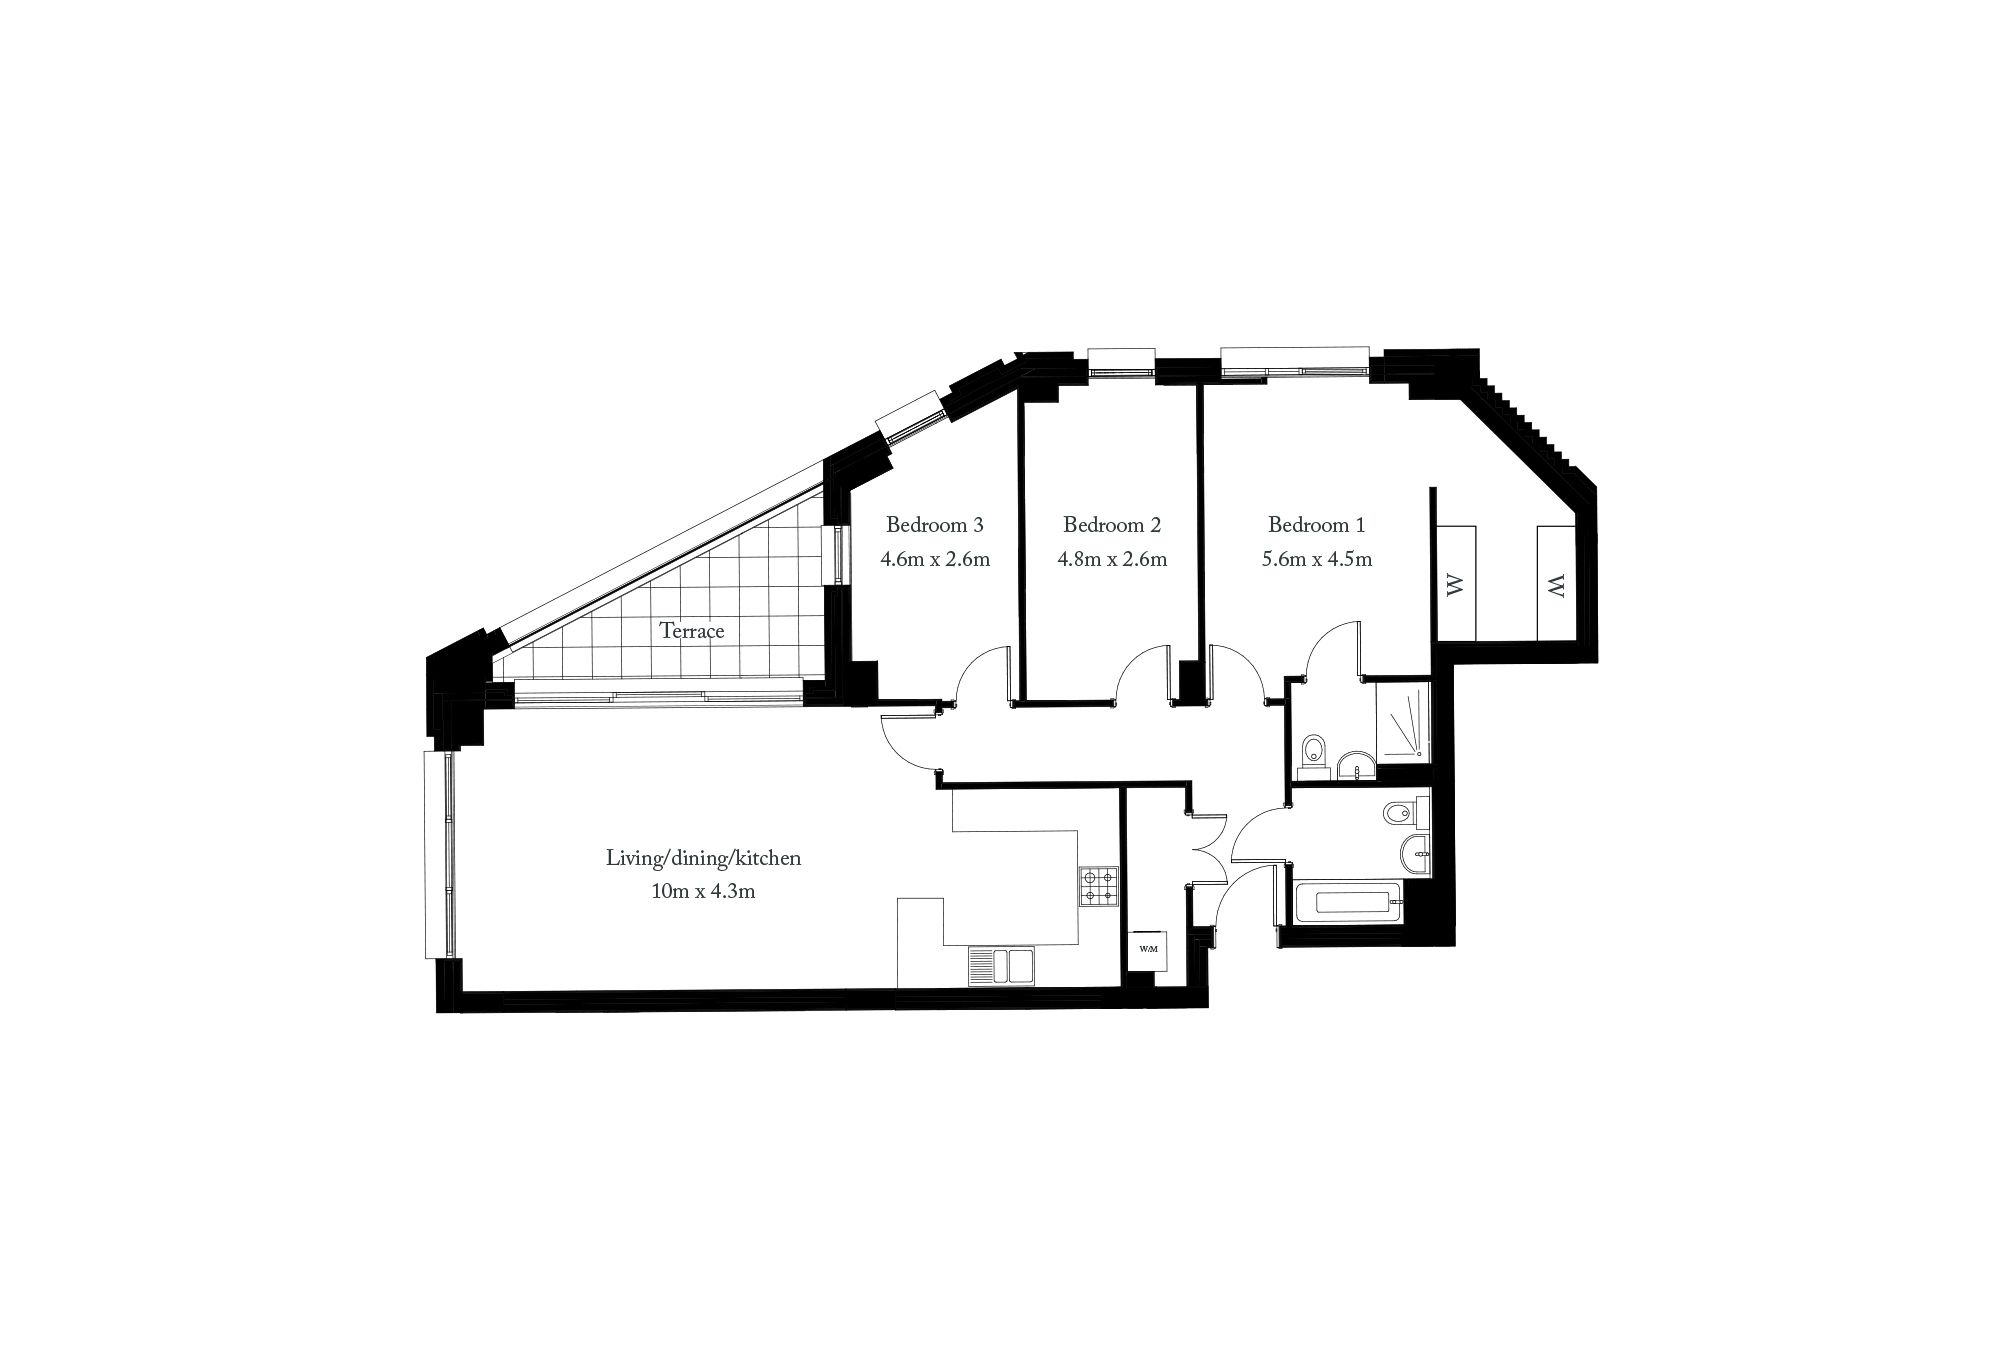 Bedroom 3
4.6m x 2.6m
Bedroom 2
4.8m x 2.6m
Bedroom 1
5.6m x 4.5m
W
W
Terrace
Living/dining/kitchen
10m x 4.3m
W/M